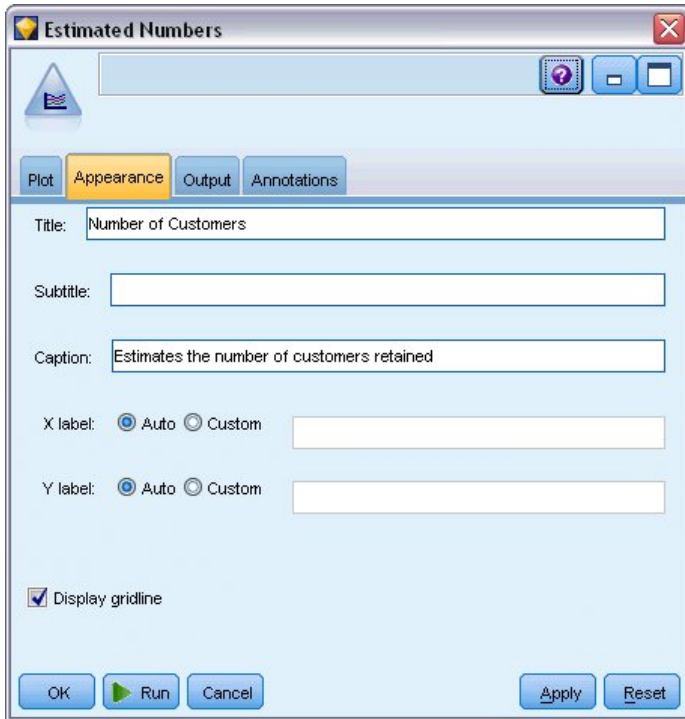 Estimated Numbers
Plot Appearance Output Annotations
Title: Number of Customers
Subtitle:
Caption: Estimates the number of customers retained
X label: Auto Custom
Y label: Auto Custom
Display gridline
OK Run Cancel Apply Reset